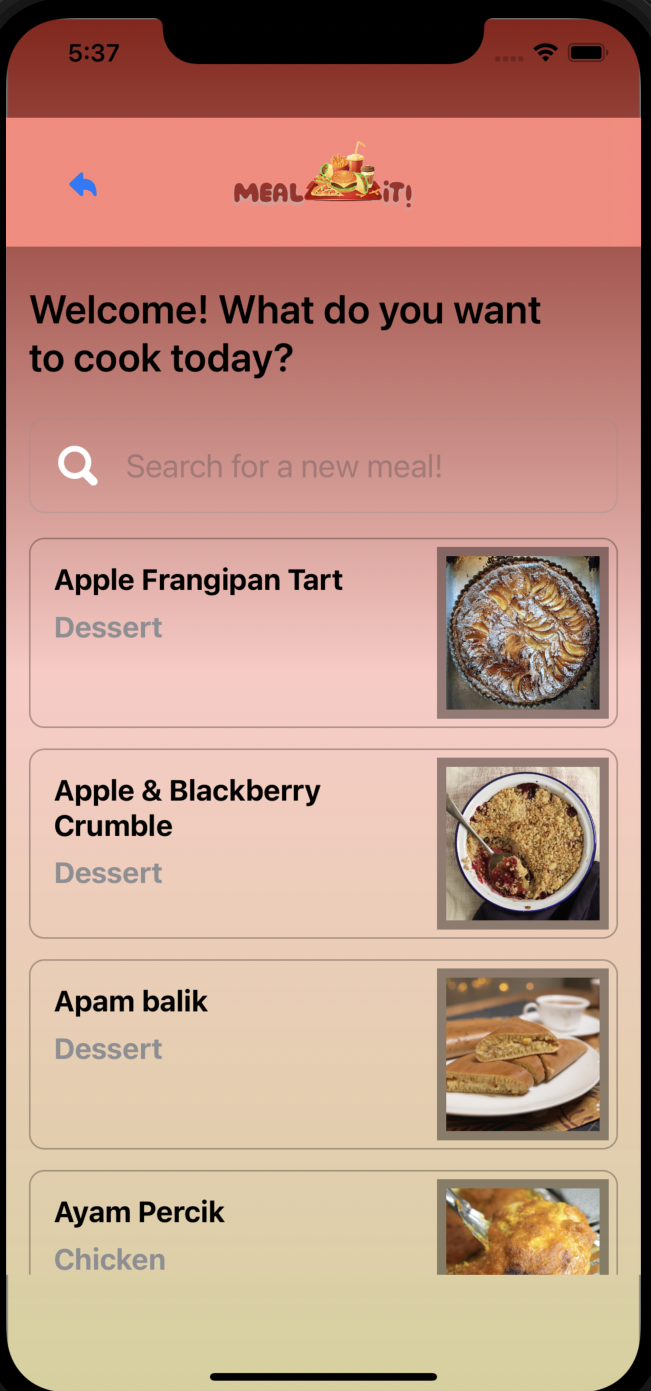 5:37
MEAL iT!
Welcome! What do you want
to cook today?
Search for a new meal!
Apple Frangipan Tart
Dessert
Apple & Blackberry
Crumble
Dessert
Apam balik
Dessert
Ayam Percik
Chicken